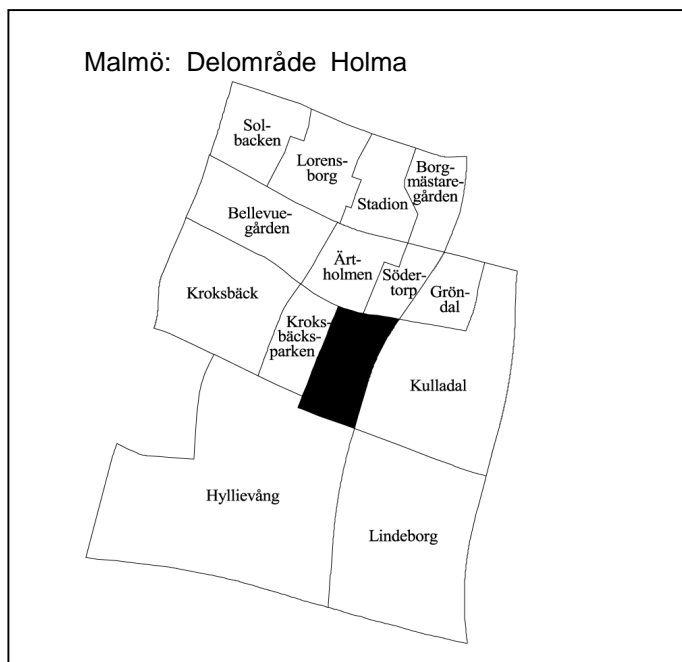 Malmö: Delområde Holma
Sol-
backen
Lorens-
borg
Borg-
mästare-
gården
Stadion
Bellevue-
gården
Ärt-
holmen
Söder-
torp
Grön-
dal
Kroksbäck
Kroks-
bäcks-
parken
Kulladal
Hyllievång
Lindeborg